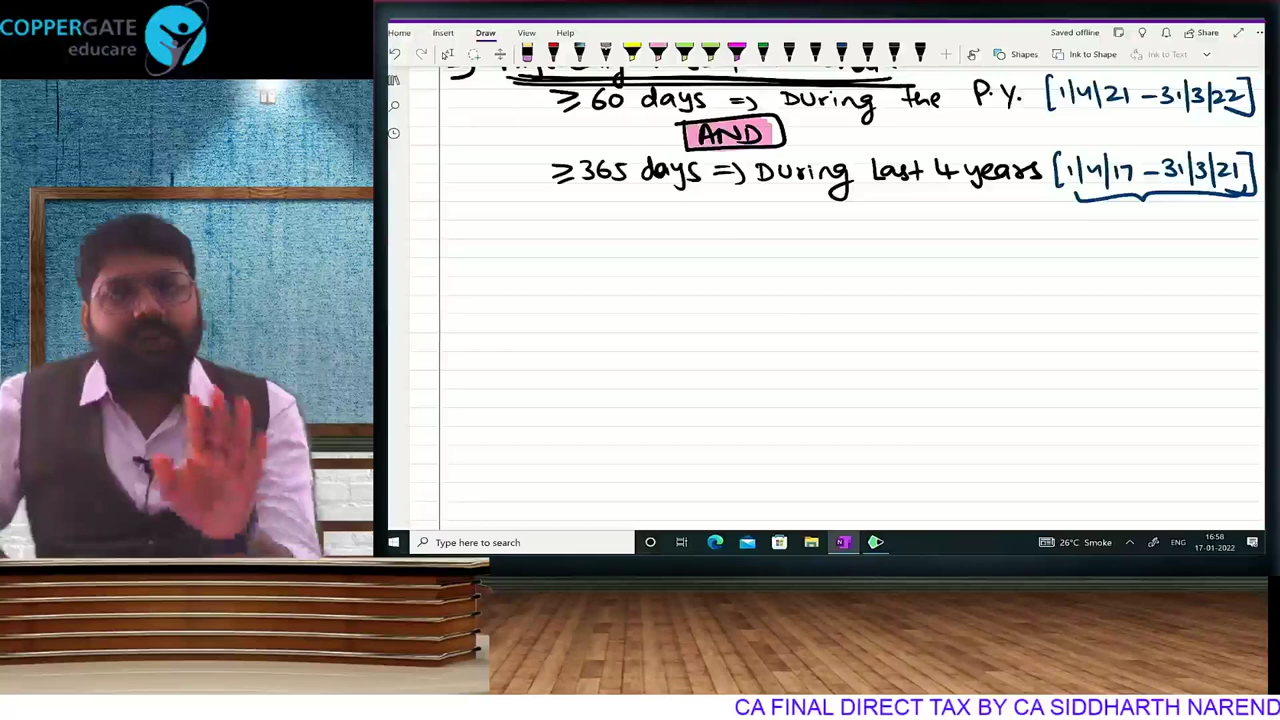 COPPERGATE
educare
Home Insert Draw View Help
Saved offline
Share
Shapes
Ink to Shape
Ink to Text
≥ 60 days => During the P.Y. [1/4/21 - 31/3/22]
AND
≥ 365 days => During last 4 years [1/4/17 - 31/3/21]
Type here to search
26°C Smoke
ENG
16:58
17-01-2022
CA FINAL DIRECT TAX BY CA SIDDHARTH NAREND